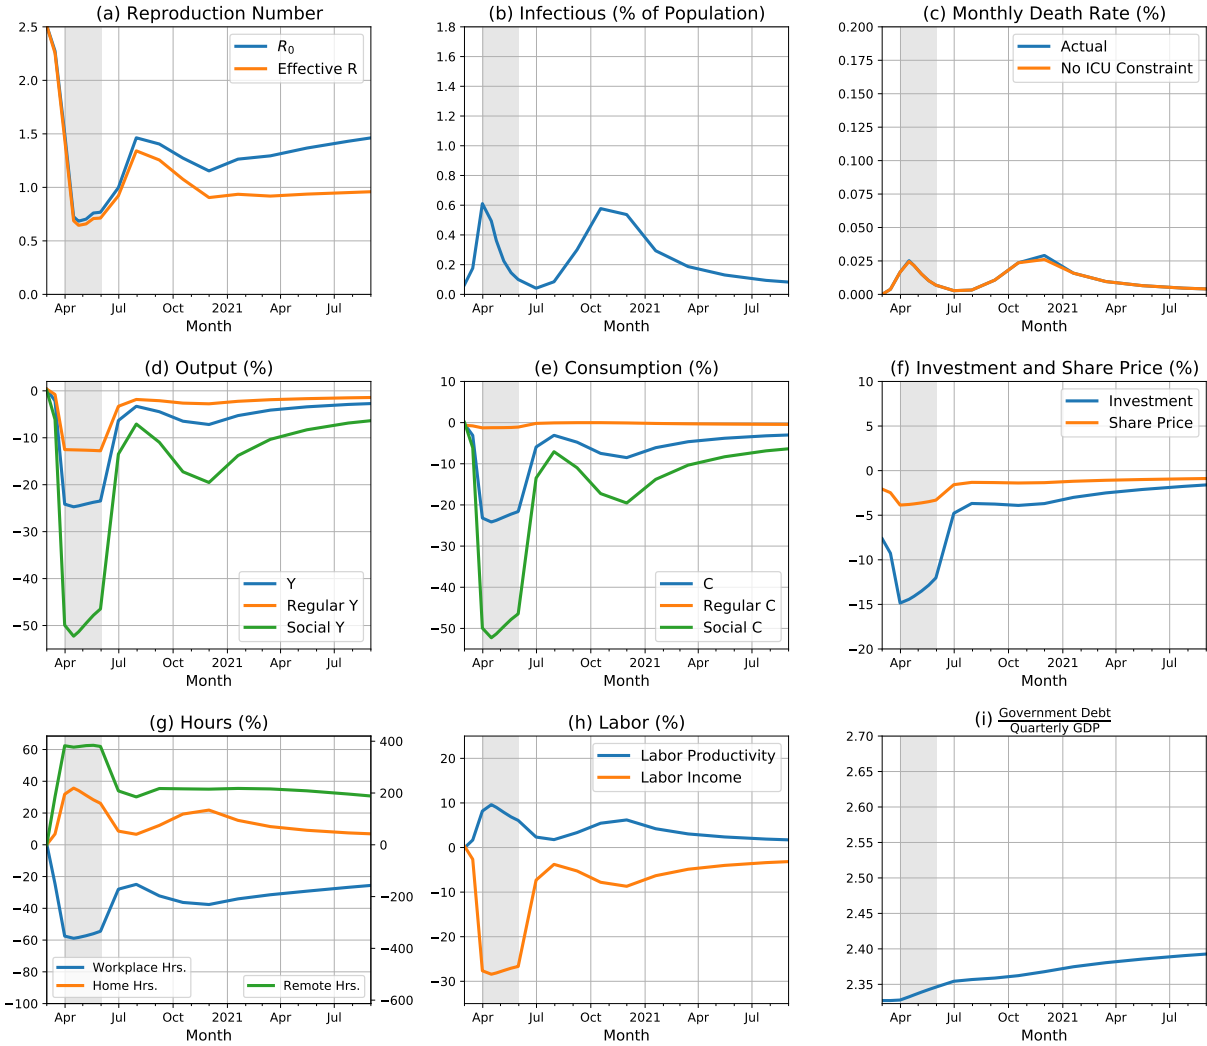 (a) Reproduction Number
2.5
2.0
1.5
1.0
0.5
0.0
R0
Effective R
Apr Jul Oct 2021 Apr Jul
Month
(b) Infectious (% of Population)
1.8
1.6
1.4
1.2
1.0
0.8
0.6
0.4
0.2
0.0
Apr Jul Oct 2021 Apr Jul
Month
(c) Monthly Death Rate (%)
0.200
0.175
0.150
0.125
0.100
0.075
0.050
0.025
0.000
Actual
No ICU Constraint
Apr Jul Oct 2021 Apr Jul
Month
(d) Output (%)
0
−10
−20
−30
−40
−50
Y
Regular Y
Social Y
Apr Jul Oct 2021 Apr Jul
Month
(e) Consumption (%)
10
0
−10
−20
−30
−40
−50
C
Regular C
Social C
Apr Jul Oct 2021 Apr Jul
Month
(f) Investment and Share Price (%)
10
5
0
−5
−10
−15
−20
Investment
Share Price
Apr Jul Oct 2021 Apr Jul
Month
(g) Hours (%)
60
40
20
0
−20
−40
−60
−80
−100
400
200
0
−200
−400
−600
Workplace Hrs.
Home Hrs.
Remote Hrs.
Apr Jul Oct 2021 Apr Jul
Month
(h) Labor (%)
20
10
0
−10
−20
−30
Labor Productivity
Labor Income
Apr Jul Oct 2021 Apr Jul
Month
(i) Government Debt
Quarterly GDP
2.70
2.65
2.60
2.55
2.50
2.45
2.40
2.35
Apr Jul Oct 2021 Apr Jul
Month